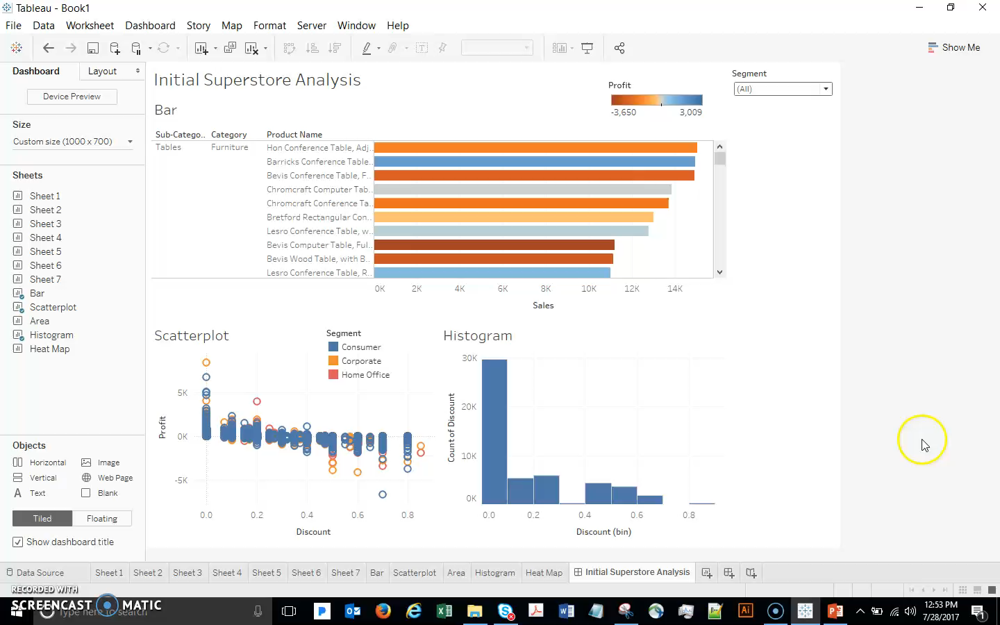 Tableau - Book1
File Data Worksheet Dashboard Story Map Format Server Window Help
Show Me
Dashboard Layout
Device Preview
Size
Custom size (1000 x 700)
Sheets
Sheet 1
Sheet 2
Sheet 3
Sheet 4
Sheet 5
Sheet 6
Sheet 7
Bar
Scatterplot
Area
Histogram
Heat Map
Objects
Horizontal Image
Vertical Web Page
A Text Blank
Tiled Floating
Show dashboard title
Initial Superstore Analysis
Profit
-3,650 3,009
Segment
(All)
Bar
Sub-Catego.. Category Product Name
Tables Furniture Hon Conference Table, Adj..
Barricks Conference Table..
Bevis Conference Table, F..
Chromcraft Computer Tab..
Chromcraft Conference Ta..
Bretford Rectangular Con..
Lesro Conference Table, w..
Bevis Computer Table, Ful..
Bevis Wood Table, with B..
Lesro Conference Table, R..
0K 2K 4K 6K 8K 10K 12K 14K
Sales
Scatterplot
Segment
Consumer
Corporate
Home Office
Profit
5K
0K
-5K
0.0 0.2 0.4 0.6 0.8
Discount
Histogram
Count of Discount
30K
20K
10K
0K
0.0 0.2 0.4 0.6 0.8
Discount (bin)
Data Source Sheet 1 Sheet 2 Sheet 3 Sheet 4 Sheet 5 Sheet 6 Sheet 7 Bar Scatterplot Area Histogram Heat Map Initial Superstore Analysis
RECORDED WITH
SCREENCAST MATIC
Type here to search
12:53 PM
7/28/2017
1